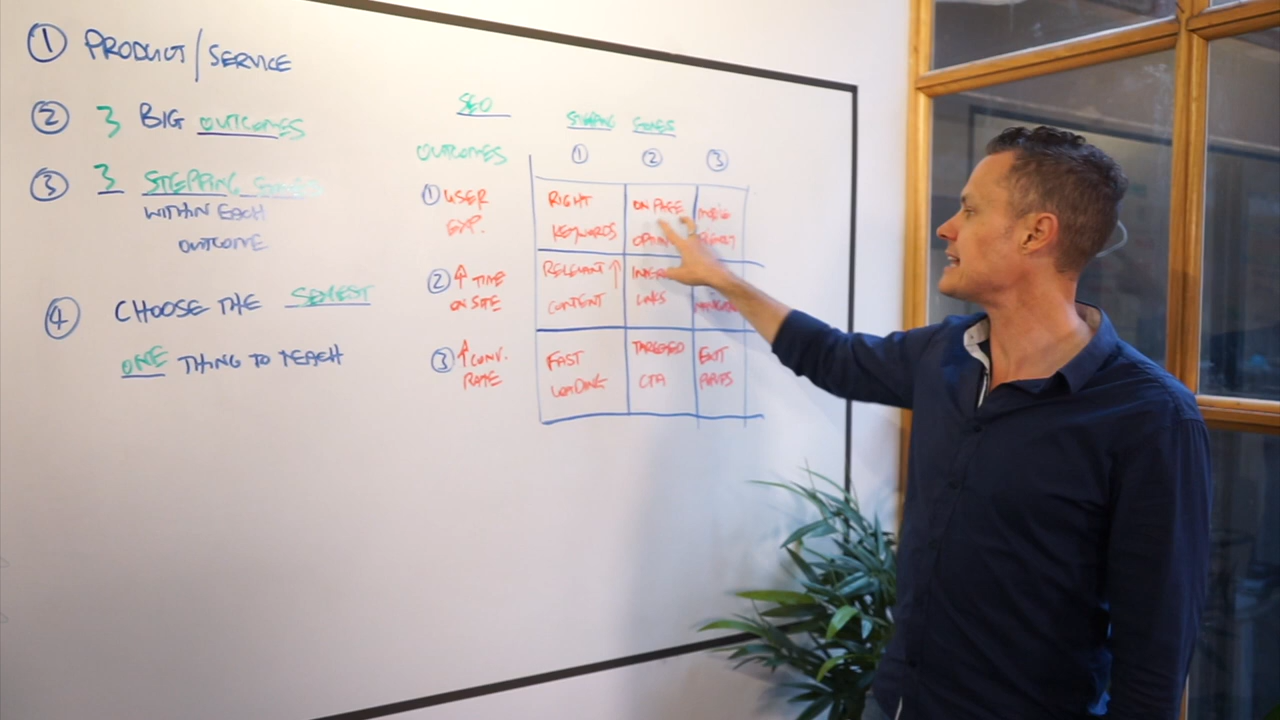 ① PRODUCT/SERVICE
② 3 BIG OUTCOMES
③ 3 STEPPING STONES
WITHIN EACH
OUTCOME
④ CHOOSE THE SEXIEST
ONE THING TO TEACH
SEO
STEPPING STONES
OUTCOMES
① ② ③
① USER
EXP.
RIGHT
KEYWORDS
ON PAGE
MOBILE
② ↑ TIME
ON SITE
RELEVANT ↑
CONTENT
LINKS
③ ↑ CONV.
RATE
FAST
LOADING
TARGETED
CTA
EXIT
POPUPS